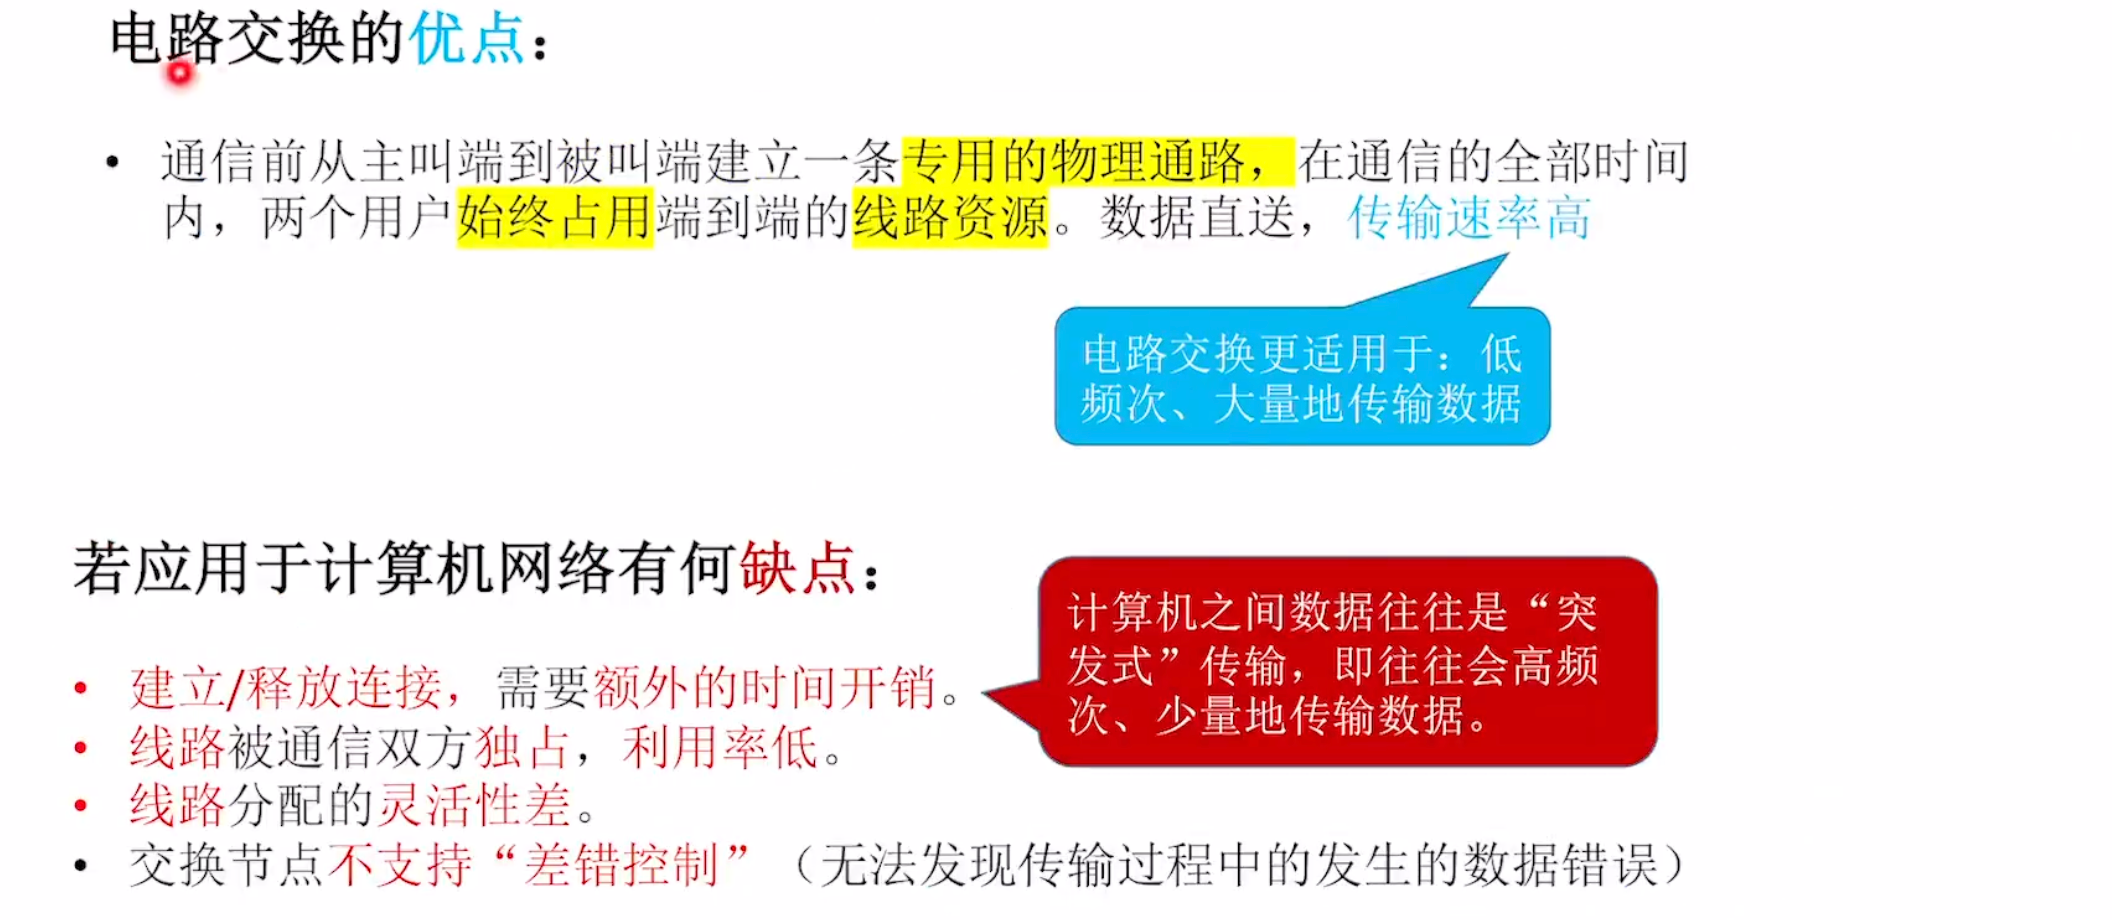 电路交换的优点：
• 通信前从主叫端到被叫端建立一条专用的物理通路，在通信的全部时间
内，两个用户始终占用端到端的线路资源。数据直送，传输速率高
电路交换更适用于：低
频次、大量地传输数据
若应用于计算机网络有何缺点：
计算机之间数据往往是“突
发式”传输，即往往会高频
次、少量地传输数据。
• 建立/释放连接，需要额外的时间开销。
• 线路被通信双方独占，利用率低。
• 线路分配的灵活性差。
• 交换节点不支持“差错控制”（无法发现传输过程中的发生的数据错误）